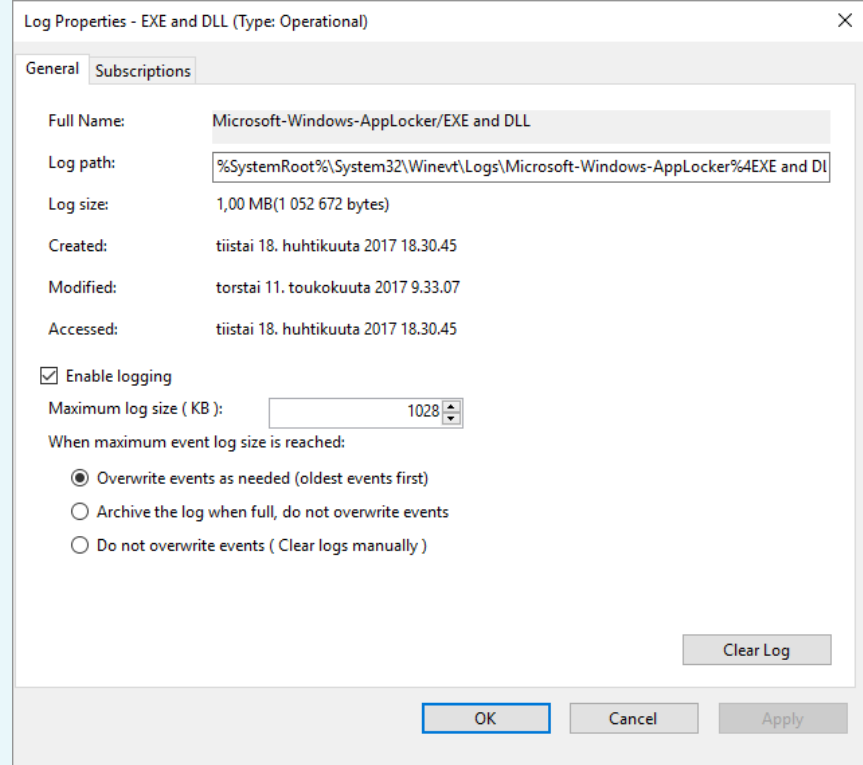 Log Properties - EXE and DLL (Type: Operational)
General Subscriptions
Full Name: Microsoft-Windows-AppLocker/EXE and DLL
Log path: %SystemRoot%\System32\Winevt\Logs\Microsoft-Windows-AppLocker%4EXE and DL
Log size: 1,00 MB(1 052 672 bytes)
Created: tiistai 18. huhtikuuta 2017 18.30.45
Modified: torstai 11. toukokuuta 2017 9.33.07
Accessed: tiistai 18. huhtikuuta 2017 18.30.45
Enable logging
Maximum log size ( KB ): 1028
When maximum event log size is reached:
Overwrite events as needed (oldest events first)
Archive the log when full, do not overwrite events
Do not overwrite events ( Clear logs manually )
Clear Log
OK Cancel Apply